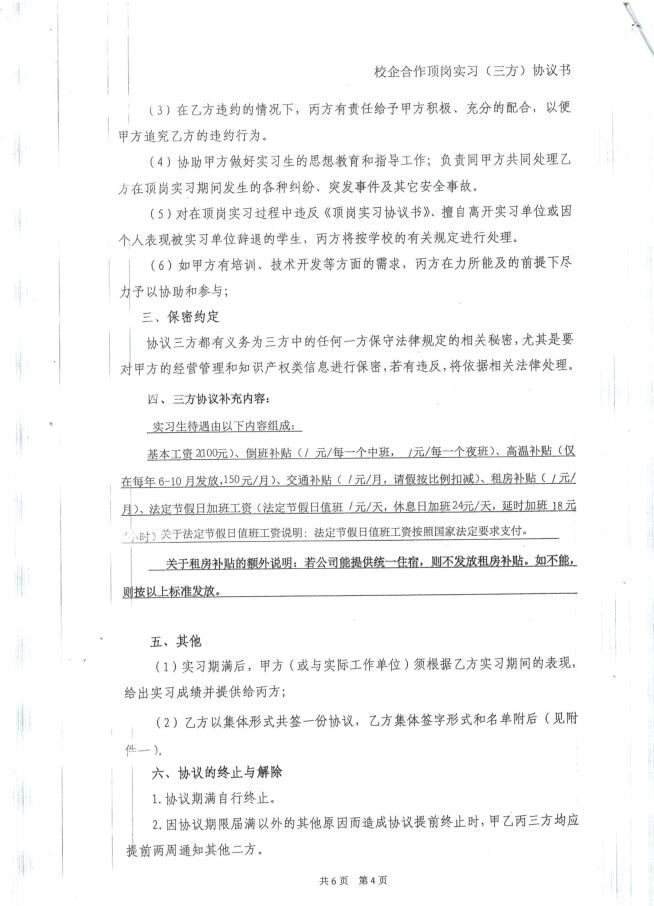 校企合作顶岗实习（三方）协议书
（3）在乙方违约的情况下，丙方有责任给予甲方积极、充分的配合，以便
甲方追究乙方的违约行为。
（4）协助甲方做好实习生的思想教育和指导工作；负责同甲方共同处理乙
方在顶岗实习期间发生的各种纠纷、突发事件及其它安全事故。
（5）对在顶岗实习过程中违反《顶岗实习协议书》、擅自离开实习单位或因
个人表现被实习单位辞退的学生，丙方将按学校的有关规定进行处理。
（6）如甲方有培训、技术开发等方面的需求，丙方在力所能及的前提下尽
力予以协助和参与；
三、保密约定
协议三方都有义务为三方中的任何一方保守法律规定的相关秘密，尤其是要
对甲方的经营管理和知识产权类信息进行保密，若有违反，将依据相关法律处理。
四、三方协议补充内容：
实习生待遇由以下内容组成：
基本工资2100元）、倒班补贴（/ 元/每一个中班， /元/每一个夜班）、高温补贴（仅
在每年6-10月发放，150元/月）、交通补贴（ / 元/月，请假按比例扣减）、租房补贴（ / 元/
月）、法定节假日加班工资（法定节假日值班 / 元/天，休息日加班24元/天，延时加班 18 元
/小时）关于法定节假日值班工资说明：法定节假日值班工资按照国家法定要求支付。
关于租房补贴的额外说明：若公司能提供统一住宿，则不发放租房补贴。如不能，
则按以上标准发放。
五、其他
（1）实习期满后，甲方（或与实际工作单位）须根据乙方实习期间的表现，
给出实习成绩并提供给丙方；
（2）乙方以集体形式共签一份协议，乙方集体签字形式和名单附后（见附
件一）。
六、协议的终止与解除
1.协议期满自行终止。
2.因协议期限届满以外的其他原因而造成协议提前终止时，甲乙丙三方均应
提前两周通知其他二方。
共6页 第4页